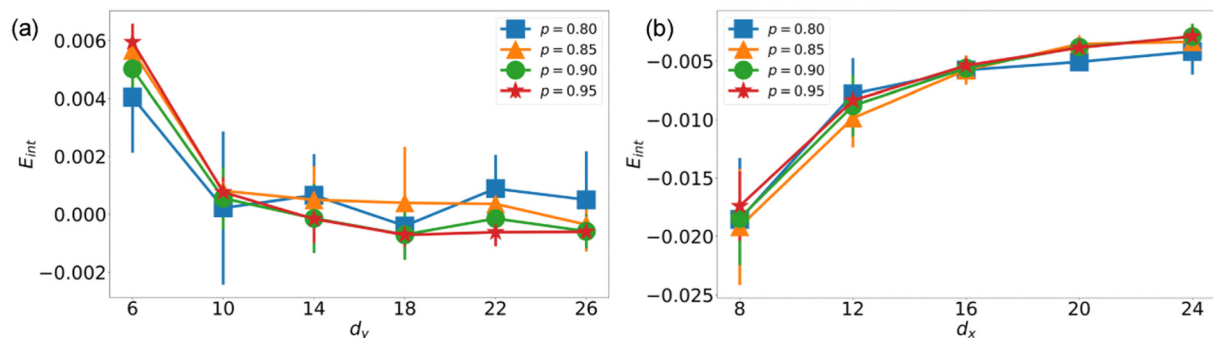 (a)
0.006
0.004
0.002
0.000
−0.002
E_int
6 10 14 18 22 26
d_y
p = 0.80
p = 0.85
p = 0.90
p = 0.95
(b)
−0.005
−0.010
−0.015
−0.020
−0.025
E_int
8 12 16 20 24
d_x
p = 0.80
p = 0.85
p = 0.90
p = 0.95